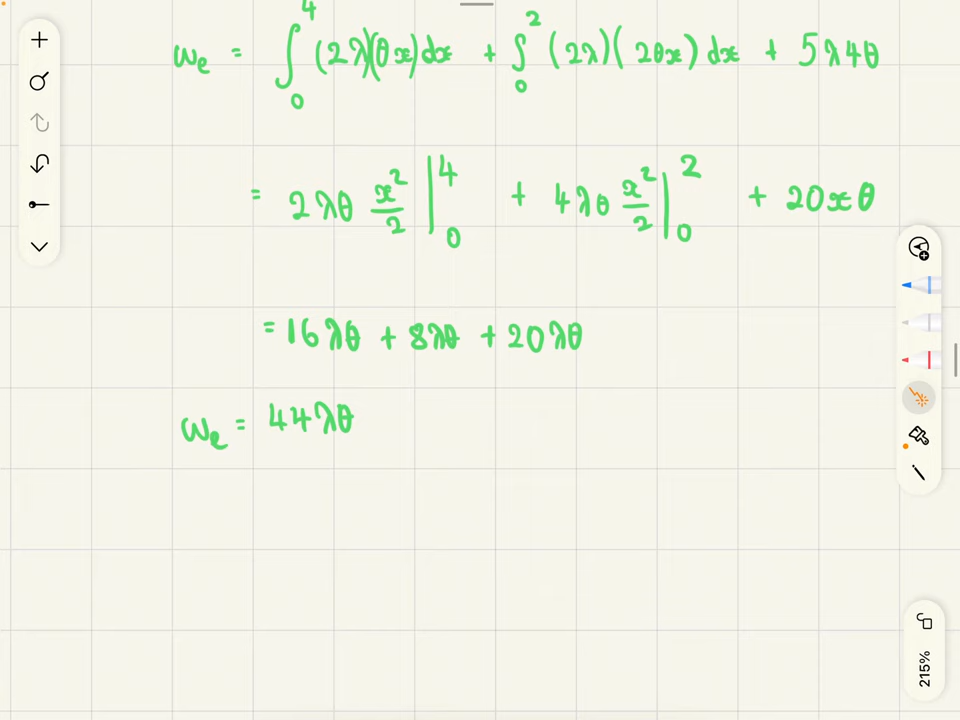 We = ∫₀⁴ (2λ)(θx)dx + ∫₀² (2λ)(2θx) dx + 5λ4θ
= 2λθ x²/2 |₀⁴ + 4λθ x²/2 |₀² + 20xθ
= 16λθ + 8λθ + 20λθ
We = 44λθ
215%